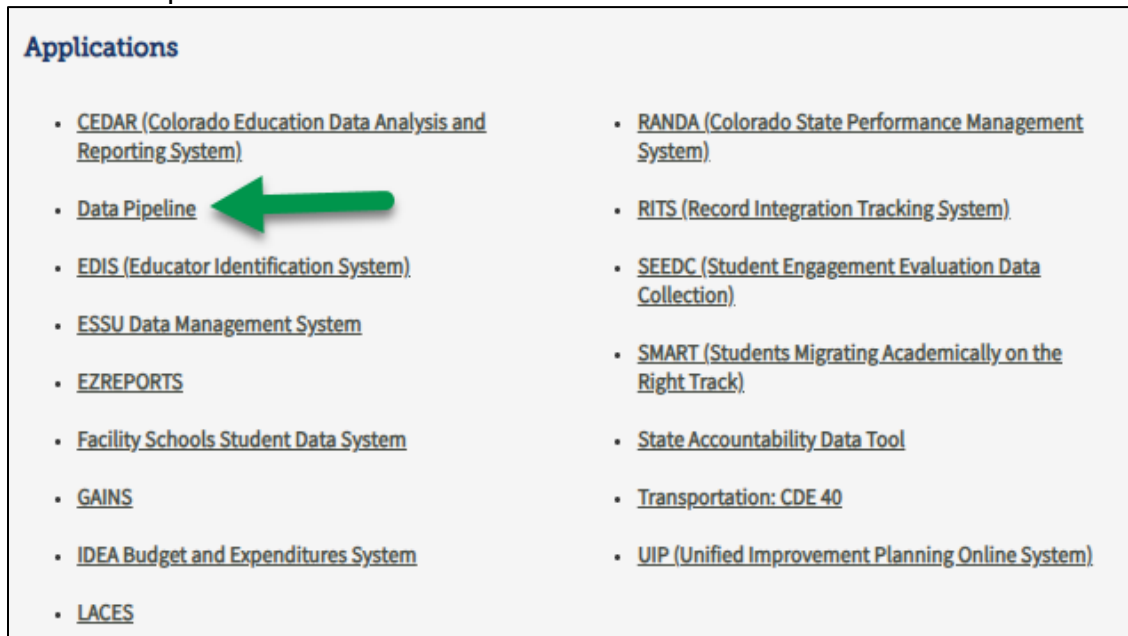 Applications
• CEDAR (Colorado Education Data Analysis and
Reporting System)
• Data Pipeline
• EDIS (Educator Identification System)
• ESSU Data Management System
• EZREPORTS
• Facility Schools Student Data System
• GAINS
• IDEA Budget and Expenditures System
• LACES
• RANDA (Colorado State Performance Management
System)
• RITS (Record Integration Tracking System)
• SEEDC (Student Engagement Evaluation Data
Collection)
• SMART (Students Migrating Academically on the
Right Track)
• State Accountability Data Tool
• Transportation: CDE 40
• UIP (Unified Improvement Planning Online System)